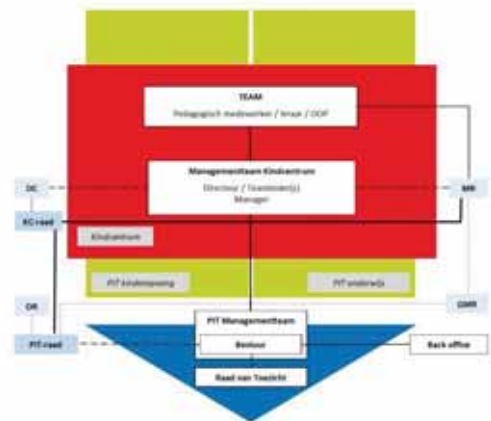 TEAM
Pedagogisch medewerker / leraar / OOP
Managementteam Kindcentrum
Directeur / Teamleider(s)
Manager
OC
MR
KC-raad
Kindcentrum
PIT kinderopvang
PIT onderwijs
OR
GMR
PIT Managementteam
PIT-raad
Bestuur
Back office
Raad van Toezicht